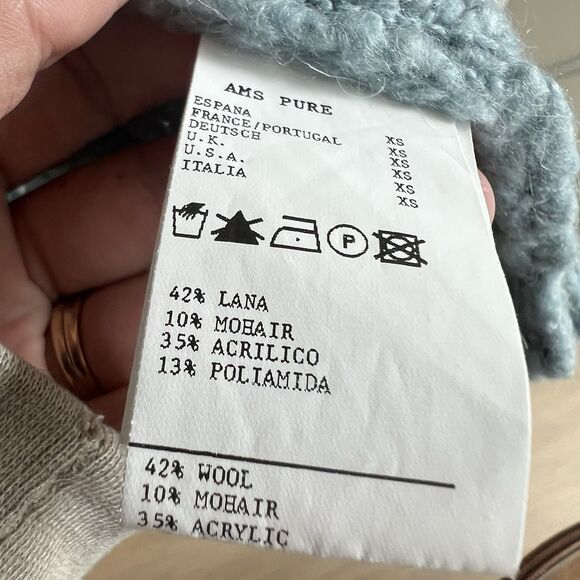 AMS PURE
ESPANA XS
FRANCE/PORTUGAL XS
DEUTSCH XS
U.K. XS
U.S.A. XS
ITALIA XS
P
42% LANA
10% MOHAIR
35% ACRILICO
13% POLIAMIDA
42% WOOL
10% MOHAIR
35% ACRYLIC